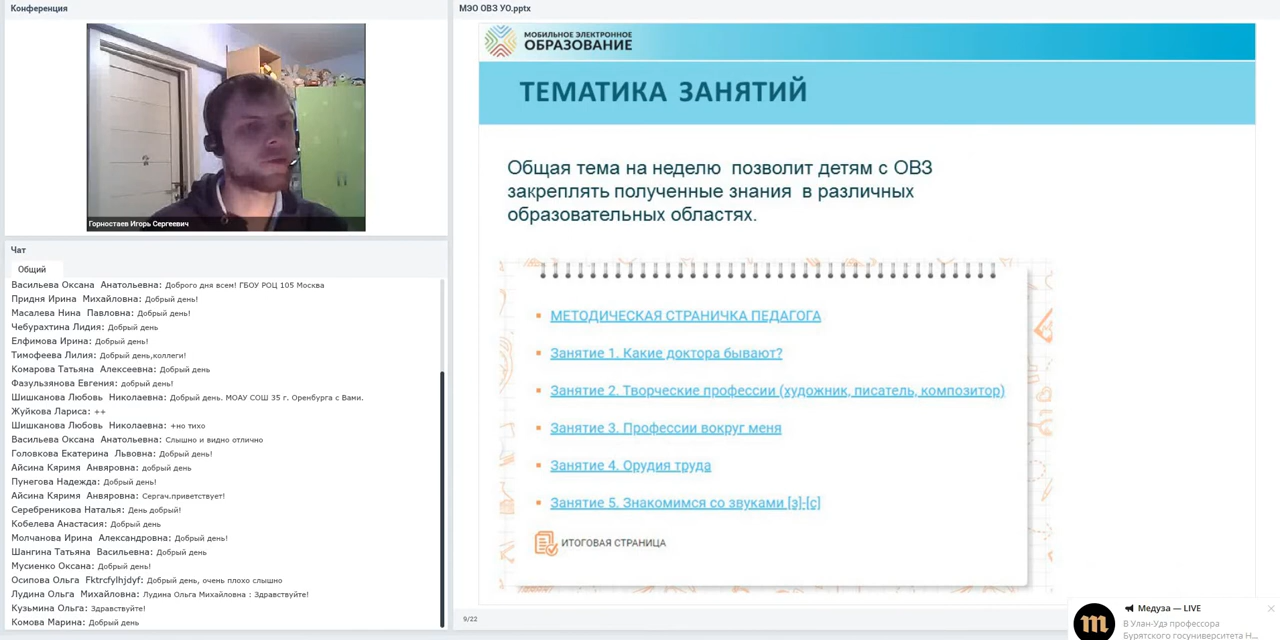 Конференция
Горностаев Игорь Сергеевич
Чат
Общий
Васильева Оксана Анатольевна: Доброго дня всем! ГБОУ РОЦ 105 Москва
Придня Ирина Михайловна: Добрый день!
Масалева Нина Павловна: Добрый день!
Чебурахтина Лидия: Добрый день
Елфимова Ирина: Добрый день!
Тимофеева Лилия: Добрый день,коллеги!
Комарова Татьяна Алексеевна: Добрый день
Фазульзянова Евгения: добрый день!
Шишканова Любовь Николаевна: Добрый день. МОАУ СОШ 35 г. Оренбурга с Вами.
Жуйкова Лариса: ++
Шишканова Любовь Николаевна: +но тихо
Васильева Оксана Анатольевна: Слышно и видно отлично
Головкова Екатерина Львовна: Добрый день!
Айсина Кяримя Анвяровна: добрый день
Пунегова Надежда: Добрый день!
Айсина Кяримя Анвяровна: Сергач.приветствует!
Серебреникова Наталья: День добрый!
Кобелева Анастасия: Добрый день
Молчанова Ирина Александровна: Добрый день!
Шангина Татьяна Васильевна: Добрый день
Мусиенко Оксана: Добрый день!
Осипова Ольга Fktrcfylhjdyf: Добрый день, очень плохо слышно
Лудина Ольга Михайловна: Лудина Ольга Михайловна : Здравствуйте!
Кузьмина Ольга: Здравствуйте!
Комова Марина: Добрый день
МЭО ОВЗ УО.pptx
МОБИЛЬНОЕ ЭЛЕКТРОННОЕ
ОБРАЗОВАНИЕ
ТЕМАТИКА ЗАНЯТИЙ
Общая тема на неделю позволит детям с ОВЗ
закреплять полученные знания в различных
образовательных областях.
МЕТОДИЧЕСКАЯ СТРАНИЧКА ПЕДАГОГА
Занятие 1. Какие доктора бывают?
Занятие 2. Творческие профессии (художник, писатель, композитор)
Занятие 3. Профессии вокруг меня
Занятие 4. Орудия труда
Занятие 5. Знакомимся со звуками [з]-[с]
ИТОГОВАЯ СТРАНИЦА
9/22
Медуза — LIVE
В Улан-Удэ профессора
Бурятского госуниверситета Н...